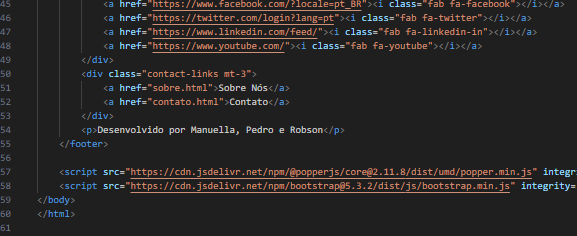 45 <a href="https://www.facebook.com/?locale=pt_BR"><i class="fab fa-facebook"></i></a>
46 <a href="https://twitter.com/login?lang=pt"><i class="fab fa-twitter"></i></a>
47 <a href="https://www.linkedin.com/feed/"><i class="fab fa-linkedin-in"></i></a>
48 <a href="https://www.youtube.com/"><i class="fab fa-youtube"></i></a>
49 </div>
50 <div class="contact-links mt-3">
51 <a href="sobre.html">Sobre Nós</a>
52 <a href="contato.html">Contato</a>
53 </div>
54 <p>Desenvolvido por Manuella, Pedro e Robson</p>
55 </footer>
56
57 <script src="https://cdn.jsdelivr.net/npm/@popperjs/core@2.11.8/dist/umd/popper.min.js" integri
58 <script src="https://cdn.jsdelivr.net/npm/bootstrap@5.3.2/dist/js/bootstrap.min.js" integrity=
59 </body>
60 </html>
61